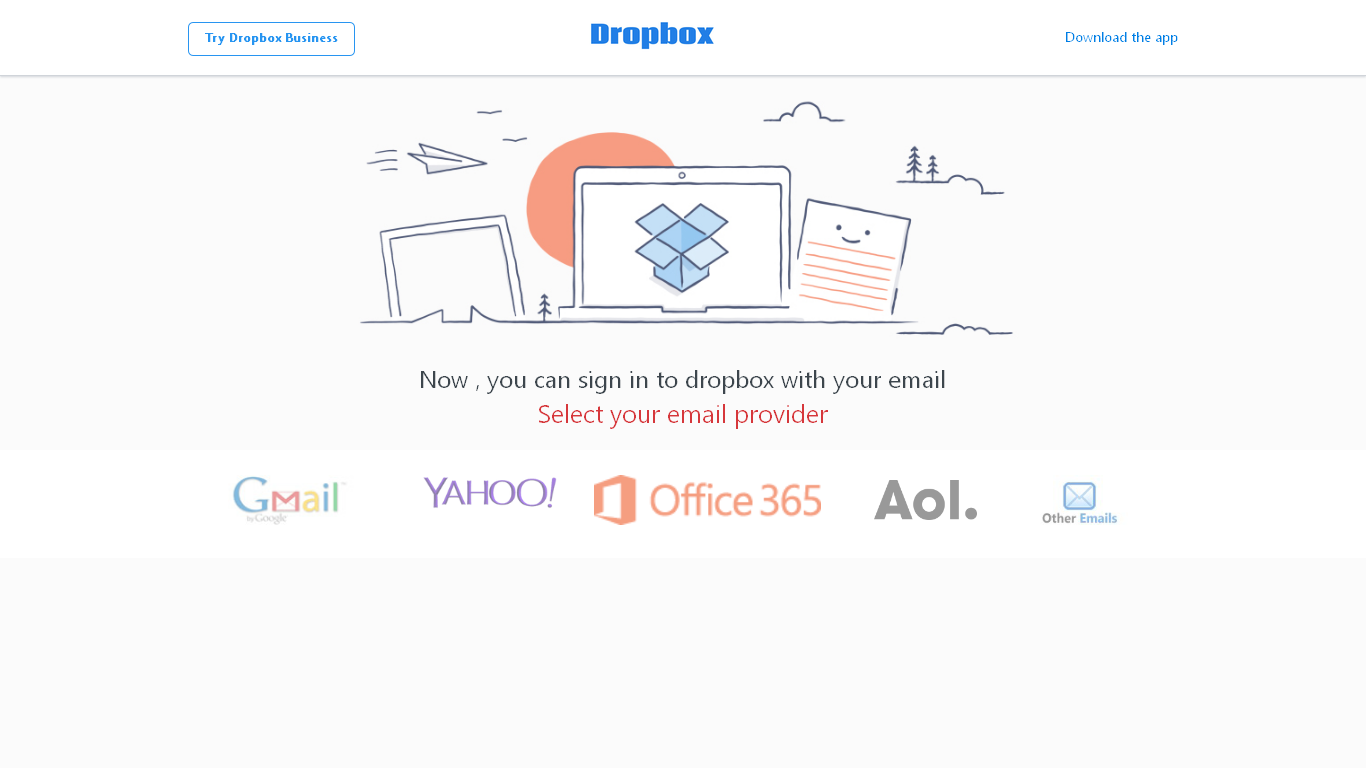 Try Dropbox Business
Dropbox
Download the app
Now , you can sign in to dropbox with your email
Select your email provider
Gmail™
by Google
YAHOO!
Office 365
Aol.
Other Emails